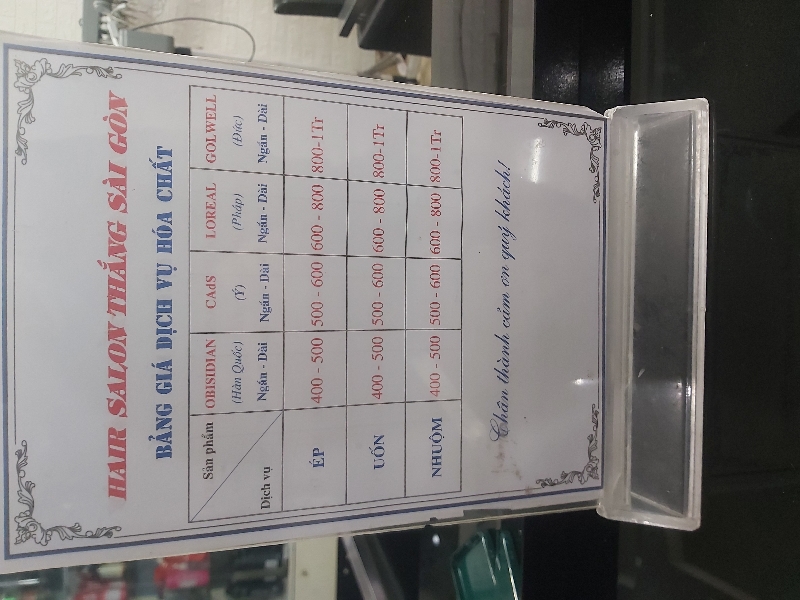 HAIR SALON THẮNG SÀI GÒN
BẢNG GIÁ DỊCH VỤ HÓA CHẤT
Sản phẩm OBISIDIAN CAdS LOREAL GOLWELL
(Hàn Quốc) (Ý) (Pháp) (Đức)
Dịch vụ Ngắn - Dài Ngắn - Dài Ngắn - Dài Ngắn - Dài
ÉP 400 - 500 500 - 600 600 - 800 800-1Tr
UỐN 400 - 500 500 - 600 600 - 800 800-1Tr
NHUỘM 400 - 500 500 - 600 600 - 800 800-1Tr
Chân thành cảm ơn quý khách!